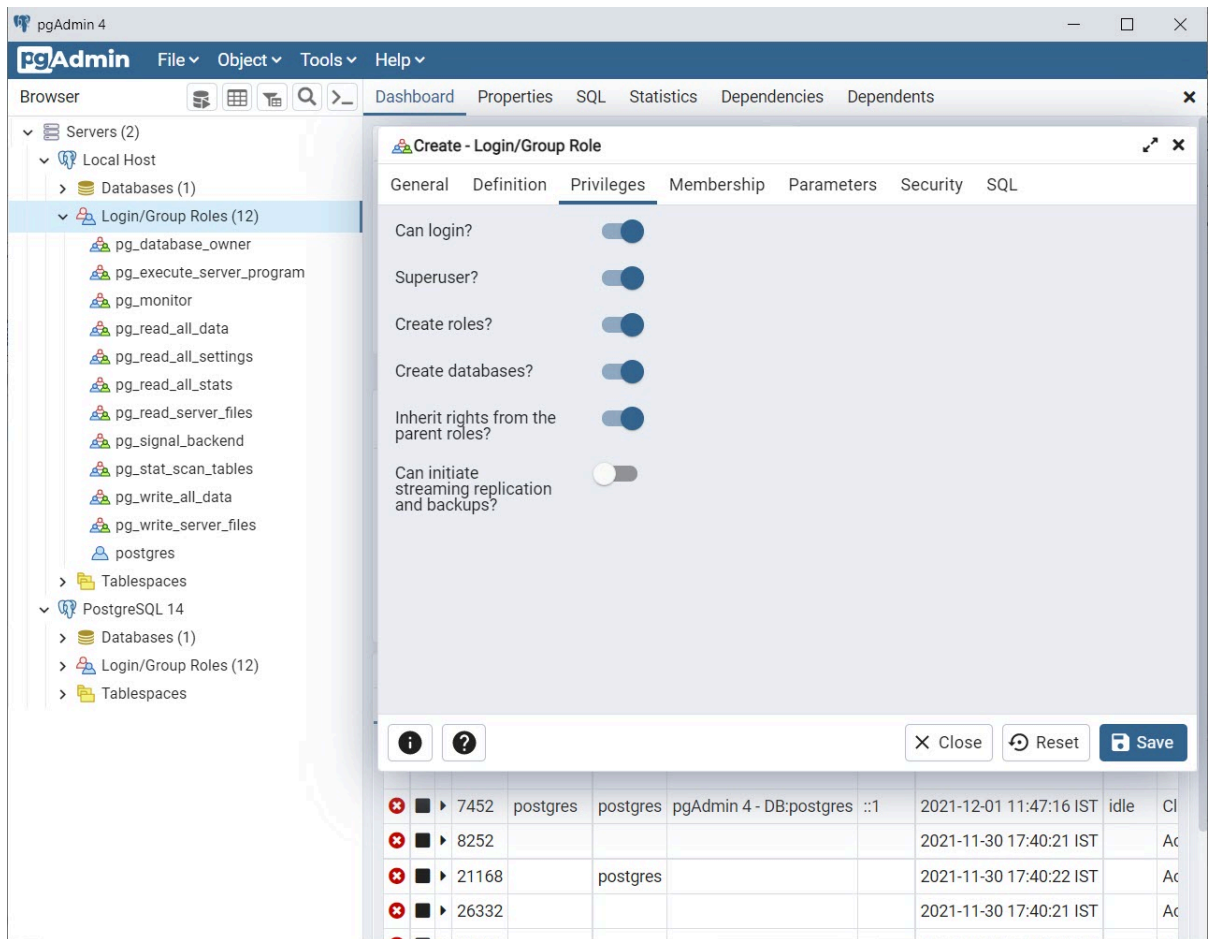 pgAdmin 4
pgAdmin File Object Tools Help
Browser
Dashboard Properties SQL Statistics Dependencies Dependents
Servers (2)
Local Host
Databases (1)
Login/Group Roles (12)
pg_database_owner
pg_execute_server_program
pg_monitor
pg_read_all_data
pg_read_all_settings
pg_read_all_stats
pg_read_server_files
pg_signal_backend
pg_stat_scan_tables
pg_write_all_data
pg_write_server_files
postgres
Tablespaces
PostgreSQL 14
Databases (1)
Login/Group Roles (12)
Tablespaces
Create - Login/Group Role
General Definition Privileges Membership Parameters Security SQL
Can login?
Superuser?
Create roles?
Create databases?
Inherit rights from the
parent roles?
Can initiate
streaming replication
and backups?
Close Reset Save
7452 postgres postgres pgAdmin 4 - DB:postgres ::1 2021-12-01 11:47:16 IST idle Cl
8252 2021-11-30 17:40:21 IST Ac
21168 postgres 2021-11-30 17:40:22 IST Ac
26332 2021-11-30 17:40:21 IST Ac